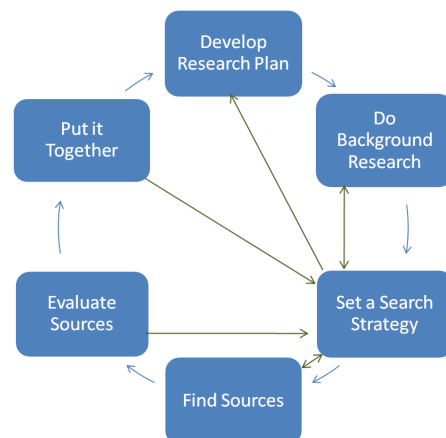 Develop
Research Plan
Do
Background
Research
Set a Search
Strategy
Find Sources
Evaluate
Sources
Put it
Together